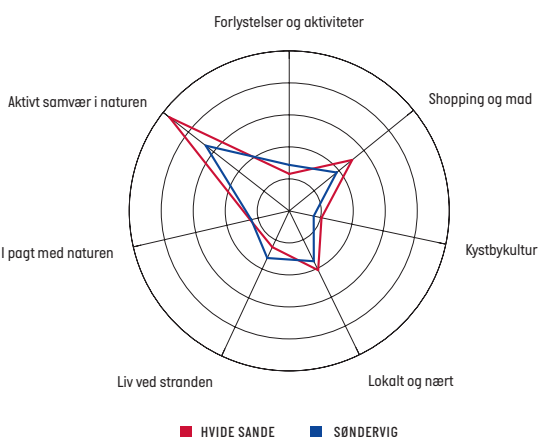 Forlystelser og aktiviteter
Aktivt samvær i naturen
Shopping og mad
I pagt med naturen
Kystbykultur
Liv ved stranden
Lokalt og nært
HVIDE SANDE
SØNDERVIG